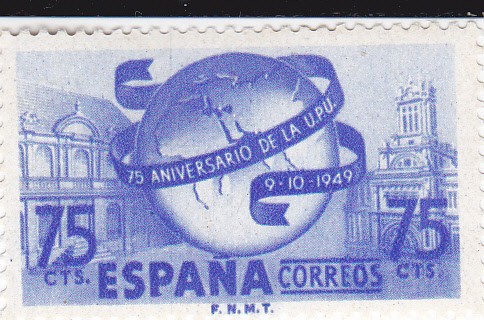 75 ANIVERSARIO DE LA U.P.U.
9-10-1949
75 CTS.
75 CTS.
ESPAÑA CORREOS
F.N.M.T.